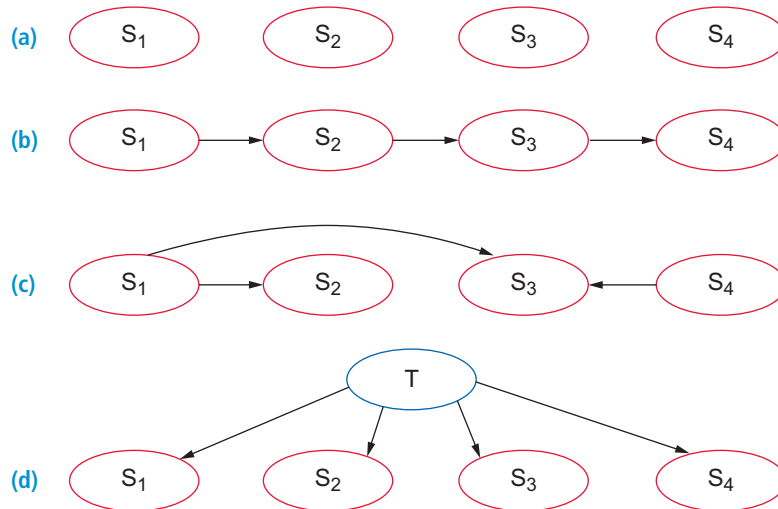 (a) S₁ S₂ S₃ S₄
(b) S₁ S₂ S₃ S₄
(c) S₁ S₂ S₃ S₄
T
(d) S₁ S₂ S₃ S₄